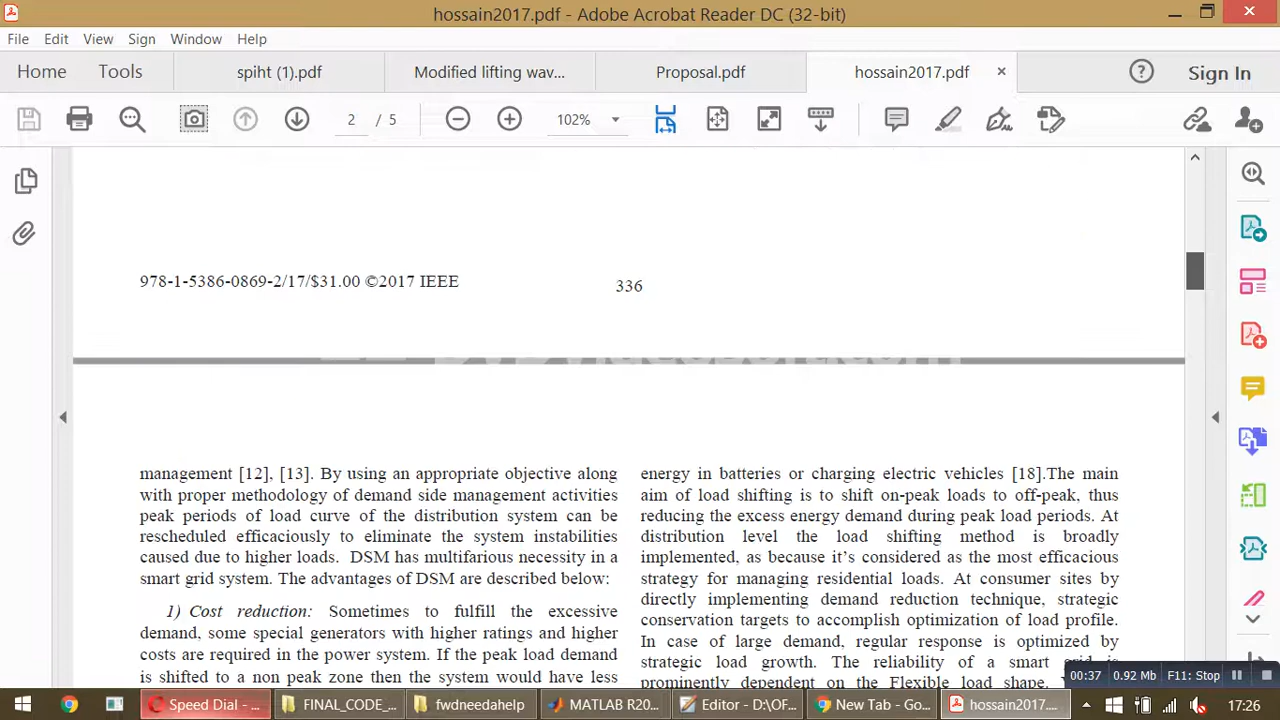 hossain2017.pdf - Adobe Acrobat Reader DC (32-bit)
File Edit View Sign Window Help
Home Tools spiht (1).pdf Modified lifting wav... Proposal.pdf hossain2017.pdf Sign In
2 / 5 102%
978-1-5386-0869-2/17/$31.00 ©2017 IEEE
336
management [12], [13]. By using an appropriate objective along
with proper methodology of demand side management activities
peak periods of load curve of the distribution system can be
rescheduled efficaciously to eliminate the system instabilities
caused due to higher loads. DSM has multifarious necessity in a
smart grid system. The advantages of DSM are described below:
1) Cost reduction: Sometimes to fulfill the excessive
demand, some special generators with higher ratings and higher
costs are required in the power system. If the peak load demand
is shifted to a non peak zone then the system would have less
energy in batteries or charging electric vehicles [18].The main
aim of load shifting is to shift on-peak loads to off-peak, thus
reducing the excess energy demand during peak load periods. At
distribution level the load shifting method is broadly
implemented, as because it's considered as the most efficacious
strategy for managing residential loads. At consumer sites by
directly implementing demand reduction technique, strategic
conservation targets to accomplish optimization of load profile.
In case of large demand, regular response is optimized by
strategic load growth. The reliability of a smart grid is
prominently dependent on the Flexible load shape.
00:37 0.92 MB F11: Stop
Speed Dial - ... FINAL_CODE_... fwdneedahelp MATLAB R20... Editor - D:\OF... New Tab - Go... hossain2017.... 17:26